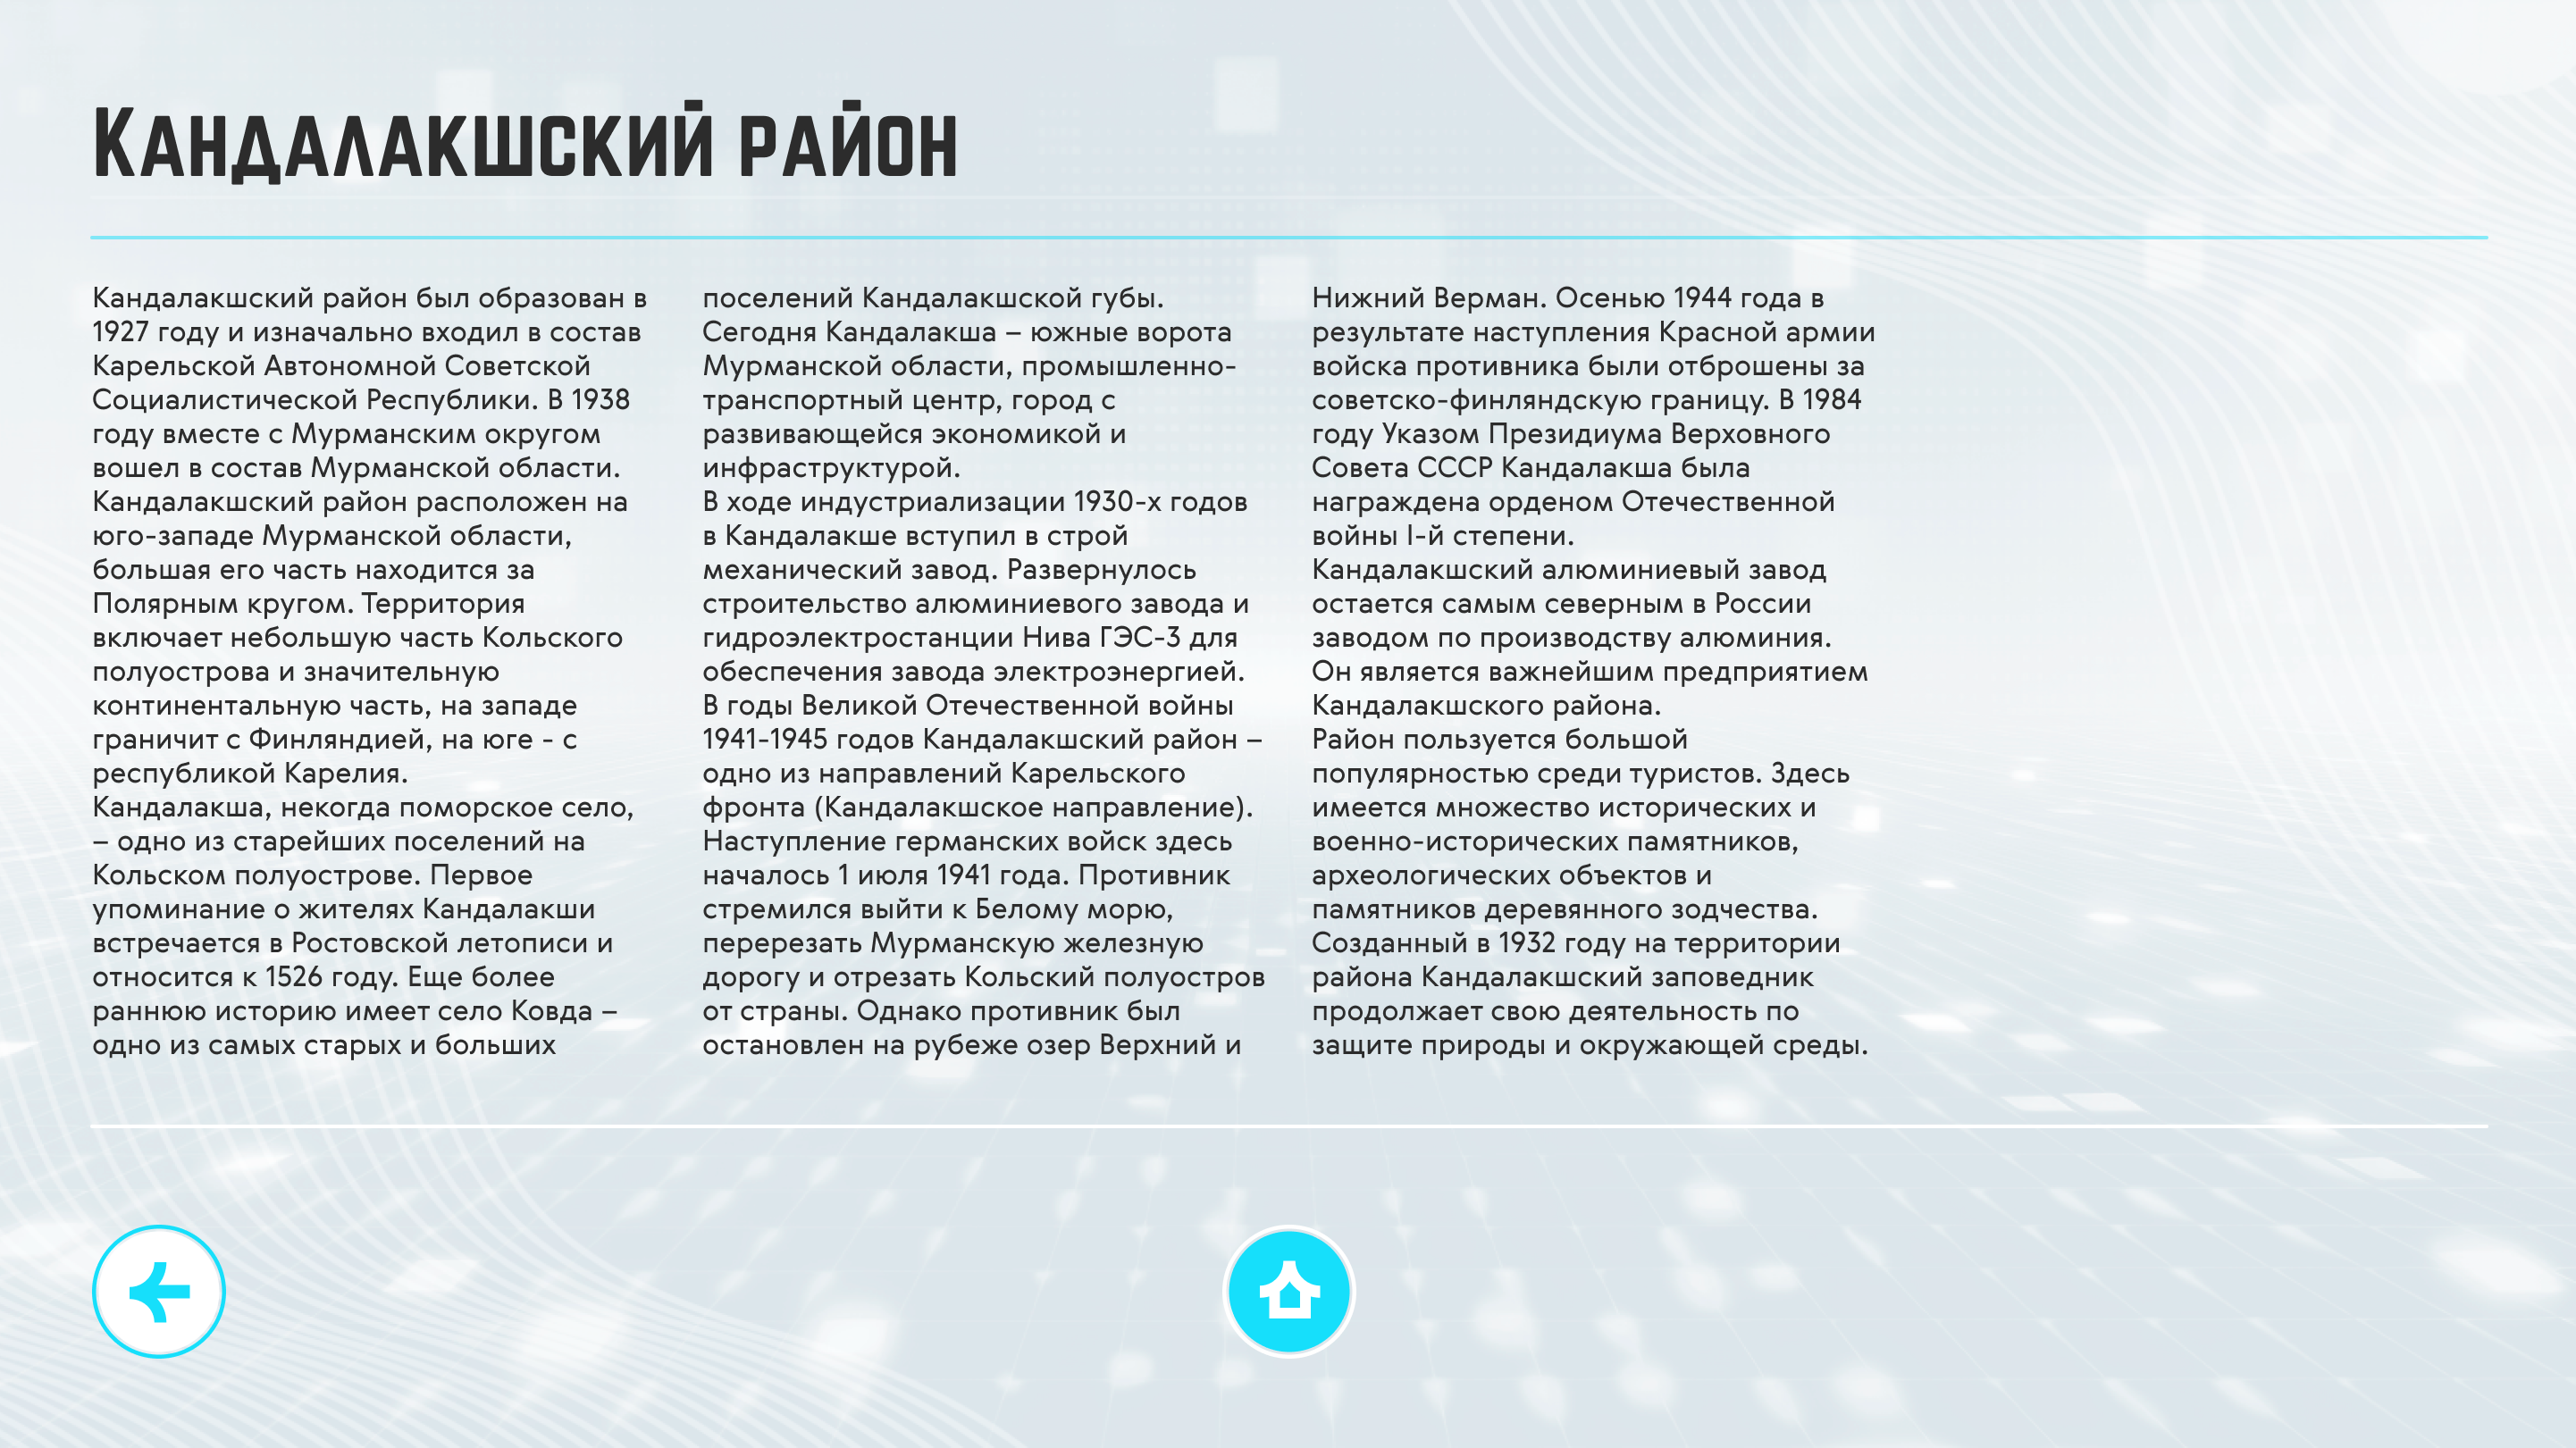 Кандалакшский район
Кандалакшский район был образован в
1927 году и изначально входил в состав
Карельской Автономной Советской
Социалистической Республики. В 1938
году вместе с Мурманским округом
вошел в состав Мурманской области.
Кандалакшский район расположен на
юго-западе Мурманской области,
большая его часть находится за
Полярным кругом. Территория
включает небольшую часть Кольского
полуострова и значительную
континентальную часть, на западе
граничит с Финляндией, на юге - с
республикой Карелия.
Кандалакша, некогда поморское село,
– одно из старейших поселений на
Кольском полуострове. Первое
упоминание о жителях Кандалакши
встречается в Ростовской летописи и
относится к 1526 году. Еще более
раннюю историю имеет село Ковда –
одно из самых старых и больших
поселений Кандалакшской губы.
Сегодня Кандалакша – южные ворота
Мурманской области, промышленно-
транспортный центр, город с
развивающейся экономикой и
инфраструктурой.
В ходе индустриализации 1930-х годов
в Кандалакше вступил в строй
механический завод. Развернулось
строительство алюминиевого завода и
гидроэлектростанции Нива ГЭС-3 для
обеспечения завода электроэнергией.
В годы Великой Отечественной войны
1941-1945 годов Кандалакшский район –
одно из направлений Карельского
фронта (Кандалакшское направление).
Наступление германских войск здесь
началось 1 июля 1941 года. Противник
стремился выйти к Белому морю,
перерезать Мурманскую железную
дорогу и отрезать Кольский полуостров
от страны. Однако противник был
остановлен на рубеже озер Верхний и
Нижний Верман. Осенью 1944 года в
результате наступления Красной армии
войска противника были отброшены за
советско-финляндскую границу. В 1984
году Указом Президиума Верховного
Совета СССР Кандалакша была
награждена орденом Отечественной
войны I-й степени.
Кандалакшский алюминиевый завод
остается самым северным в России
заводом по производству алюминия.
Он является важнейшим предприятием
Кандалакшского района.
Район пользуется большой
популярностью среди туристов. Здесь
имеется множество исторических и
военно-исторических памятников,
археологических объектов и
памятников деревянного зодчества.
Созданный в 1932 году на территории
района Кандалакшский заповедник
продолжает свою деятельность по
защите природы и окружающей среды.